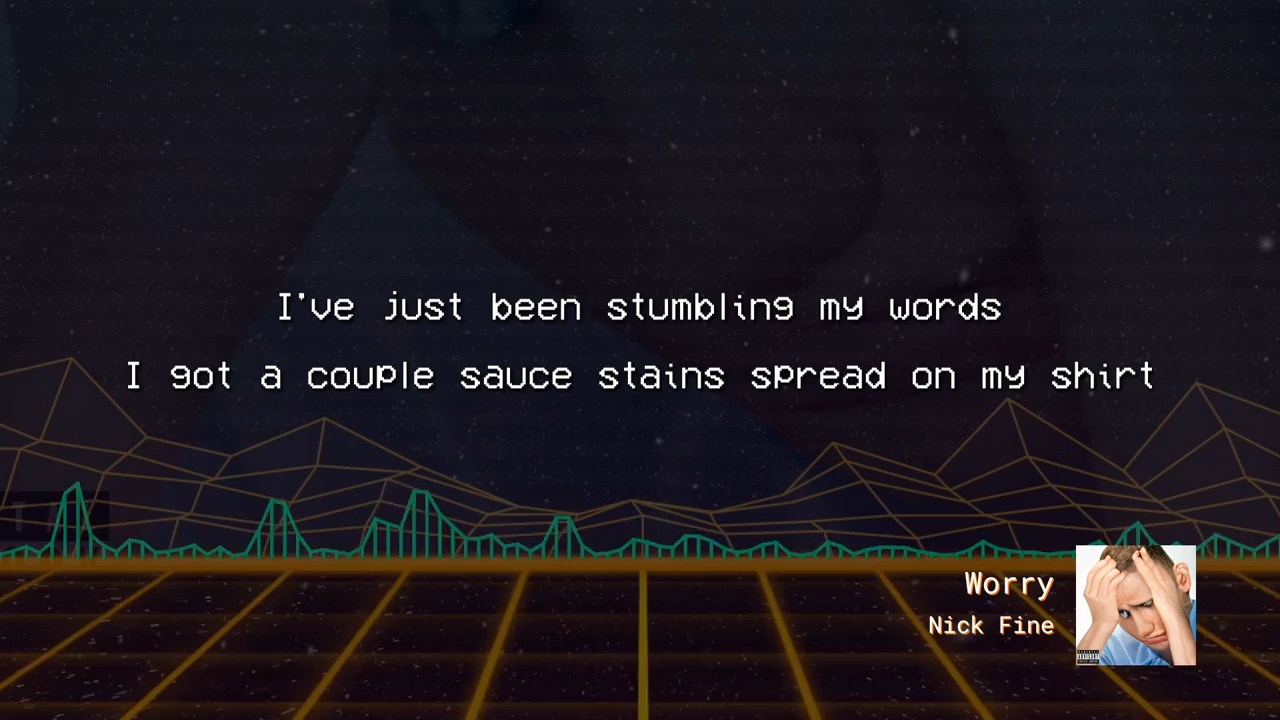 I've just been stumbling my words
I got a couple sauce stains spread on my shirt
Worry
Nick Fine